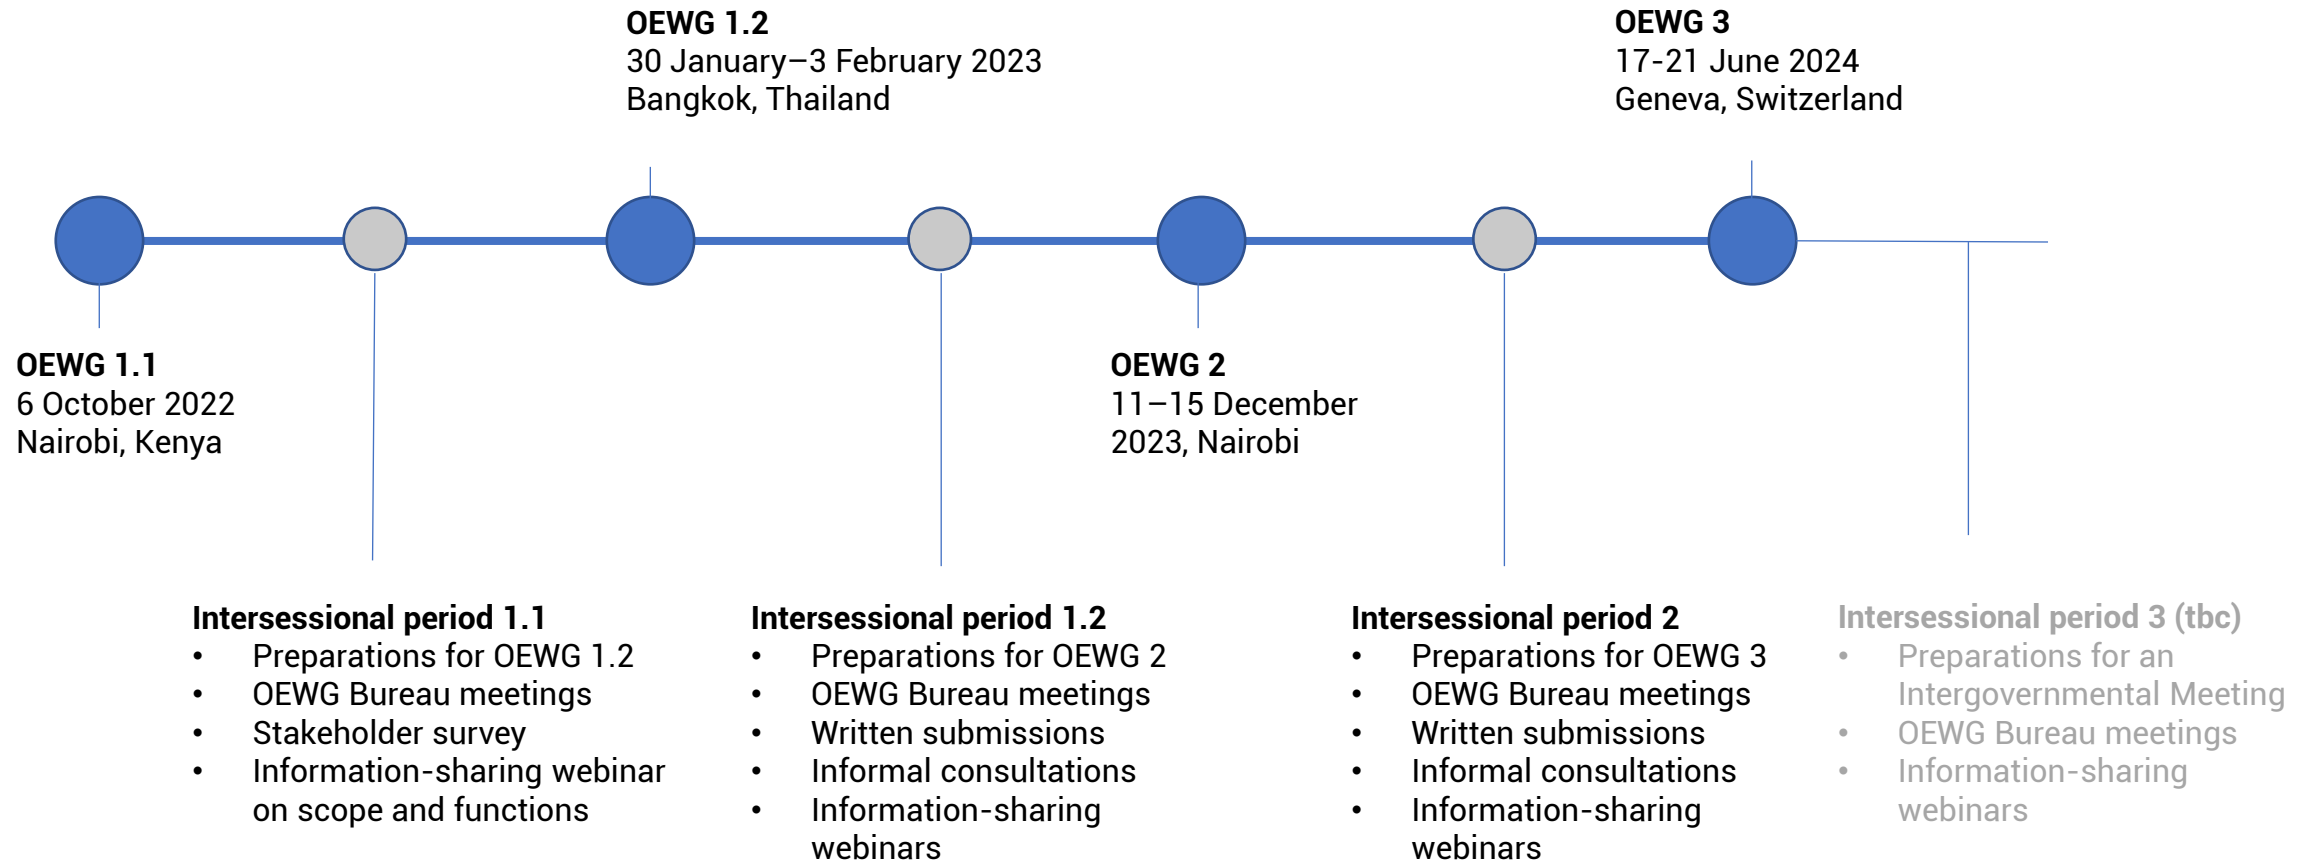 OEWG 1.2
30 January–3 February 2023
Bangkok, Thailand
OEWG 3
17-21 June 2024
Geneva, Switzerland
OEWG 1.1
6 October 2022
Nairobi, Kenya
OEWG 2
11–15 December
2023, Nairobi
Intersessional period 1.1
• Preparations for OEWG 1.2
• OEWG Bureau meetings
• Stakeholder survey
• Information-sharing webinar
on scope and functions
Intersessional period 1.2
• Preparations for OEWG 2
• OEWG Bureau meetings
• Written submissions
• Informal consultations
• Information-sharing
webinars
Intersessional period 2
• Preparations for OEWG 3
• OEWG Bureau meetings
• Written submissions
• Informal consultations
• Information-sharing
webinars
Intersessional period 3 (tbc)
• Preparations for an
Intergovernmental Meeting
• OEWG Bureau meetings
• Information-sharing
webinars